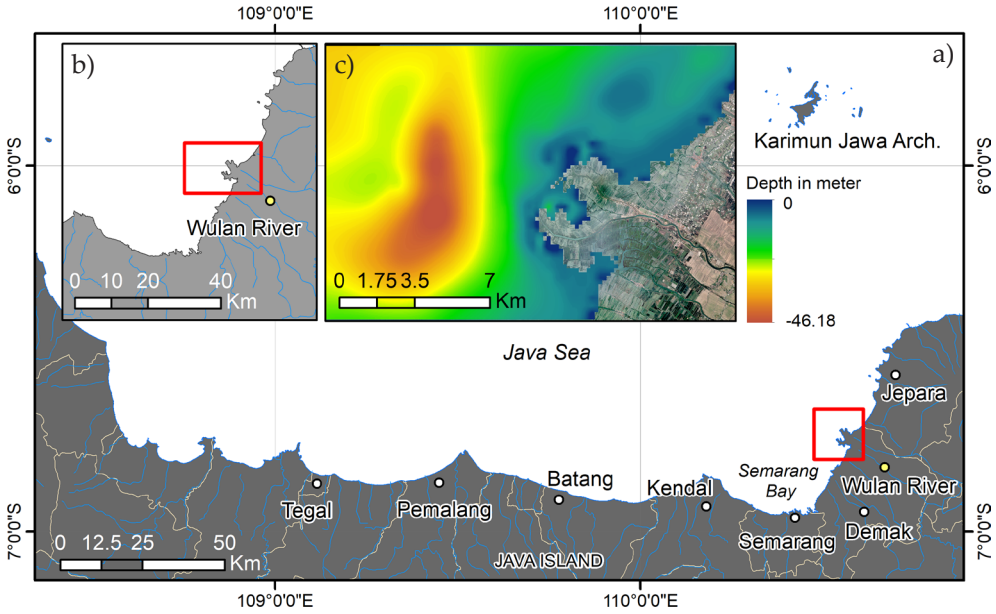 109°0'0"E
110°0'0"E
b)
c)
a)
Karimun Jawa Arch.
6°0'0"S
6°0'0"S
Depth in meter
0
-46.18
Wulan River
0 10 20 40
Km
0 1.75 3.5 7
Km
Java Sea
Jepara
Semarang
Bay
Wulan River
Batang
Kendal
Tegal
Pemalang
Semarang
Demak
7°0'0"S
7°0'0"S
0 12.5 25 50
Km
JAVA ISLAND
109°0'0"E
110°0'0"E